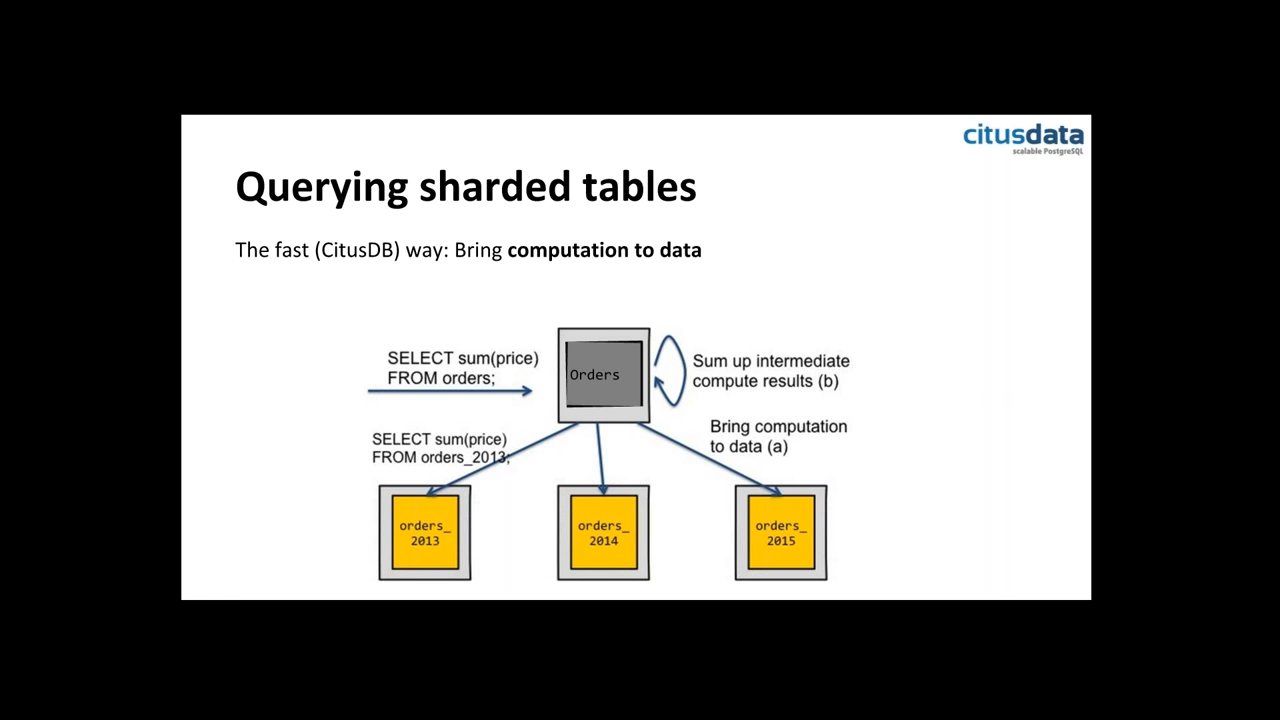 citusdata
scalable PostgreSQL
Querying sharded tables
The fast (CitusDB) way: Bring computation to data
SELECT sum(price)
FROM orders;
Orders
Sum up intermediate
compute results (b)
Bring computation
to data (a)
SELECT sum(price)
FROM orders_2013;
orders_
2013
orders_
2014
orders_
2015